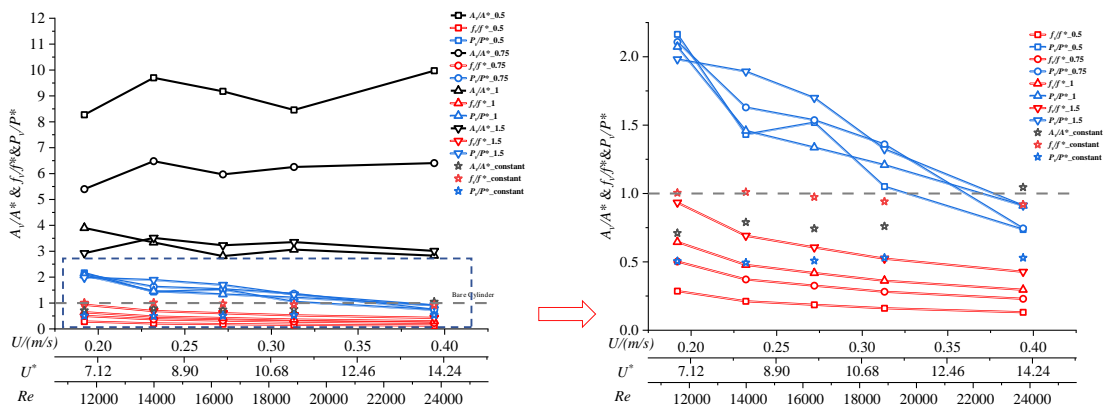 12
11
10
9
8
7
6
5
4
3
2
1
0
A_v/A* & f_v/f*&P_v/P*
A_v/A*_0.5
f_v/f*_0.5
P_v/P*_0.5
A_v/A*_0.75
f_v/f*_0.75
P_v/P*_0.75
A_v/A*_1
f_v/f*_1
P_v/P*_1
A_v/A*_1.5
f_v/f*_1.5
P_v/P*_1.5
A_v/A*_constant
f_v/f*_constant
P_v/P*_constant
Bare Cylinder
U/(m/s) 0.20 0.25 0.30 0.35 0.40
U* 7.12 8.90 10.68 12.46 14.24
Re 12000 14000 16000 18000 20000 22000 24000
2.0
1.5
1.0
0.5
0.0
A_v/A* & f_v/f*&P_v/P*
f_v/f*_0.5
P_v/P*_0.5
f_v/f*_0.75
P_v/P*_0.75
f_v/f*_1
P_v/P*_1
f_v/f*_1.5
P_v/P*_1.5
A_v/A*_constant
f_v/f*_constant
P_v/P*_constant
U/(m/s) 0.20 0.25 0.30 0.35 0.40
U* 7.12 8.90 10.68 12.46 14.24
Re 12000 14000 16000 18000 20000 22000 24000